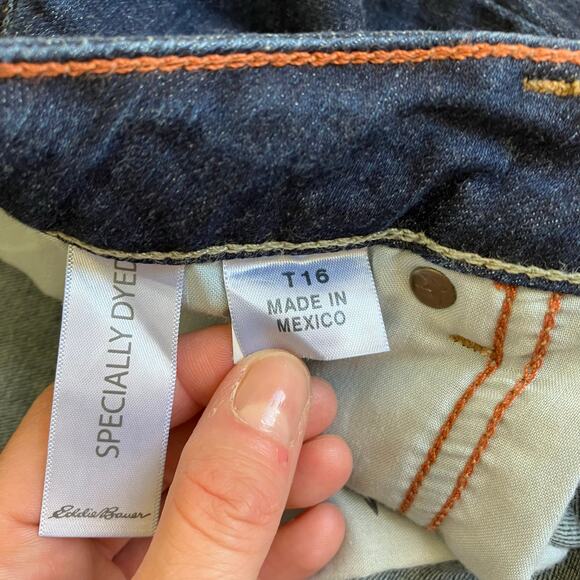 SPECIALLY DYED
Eddie Bauer
T16
MADE IN
MEXICO